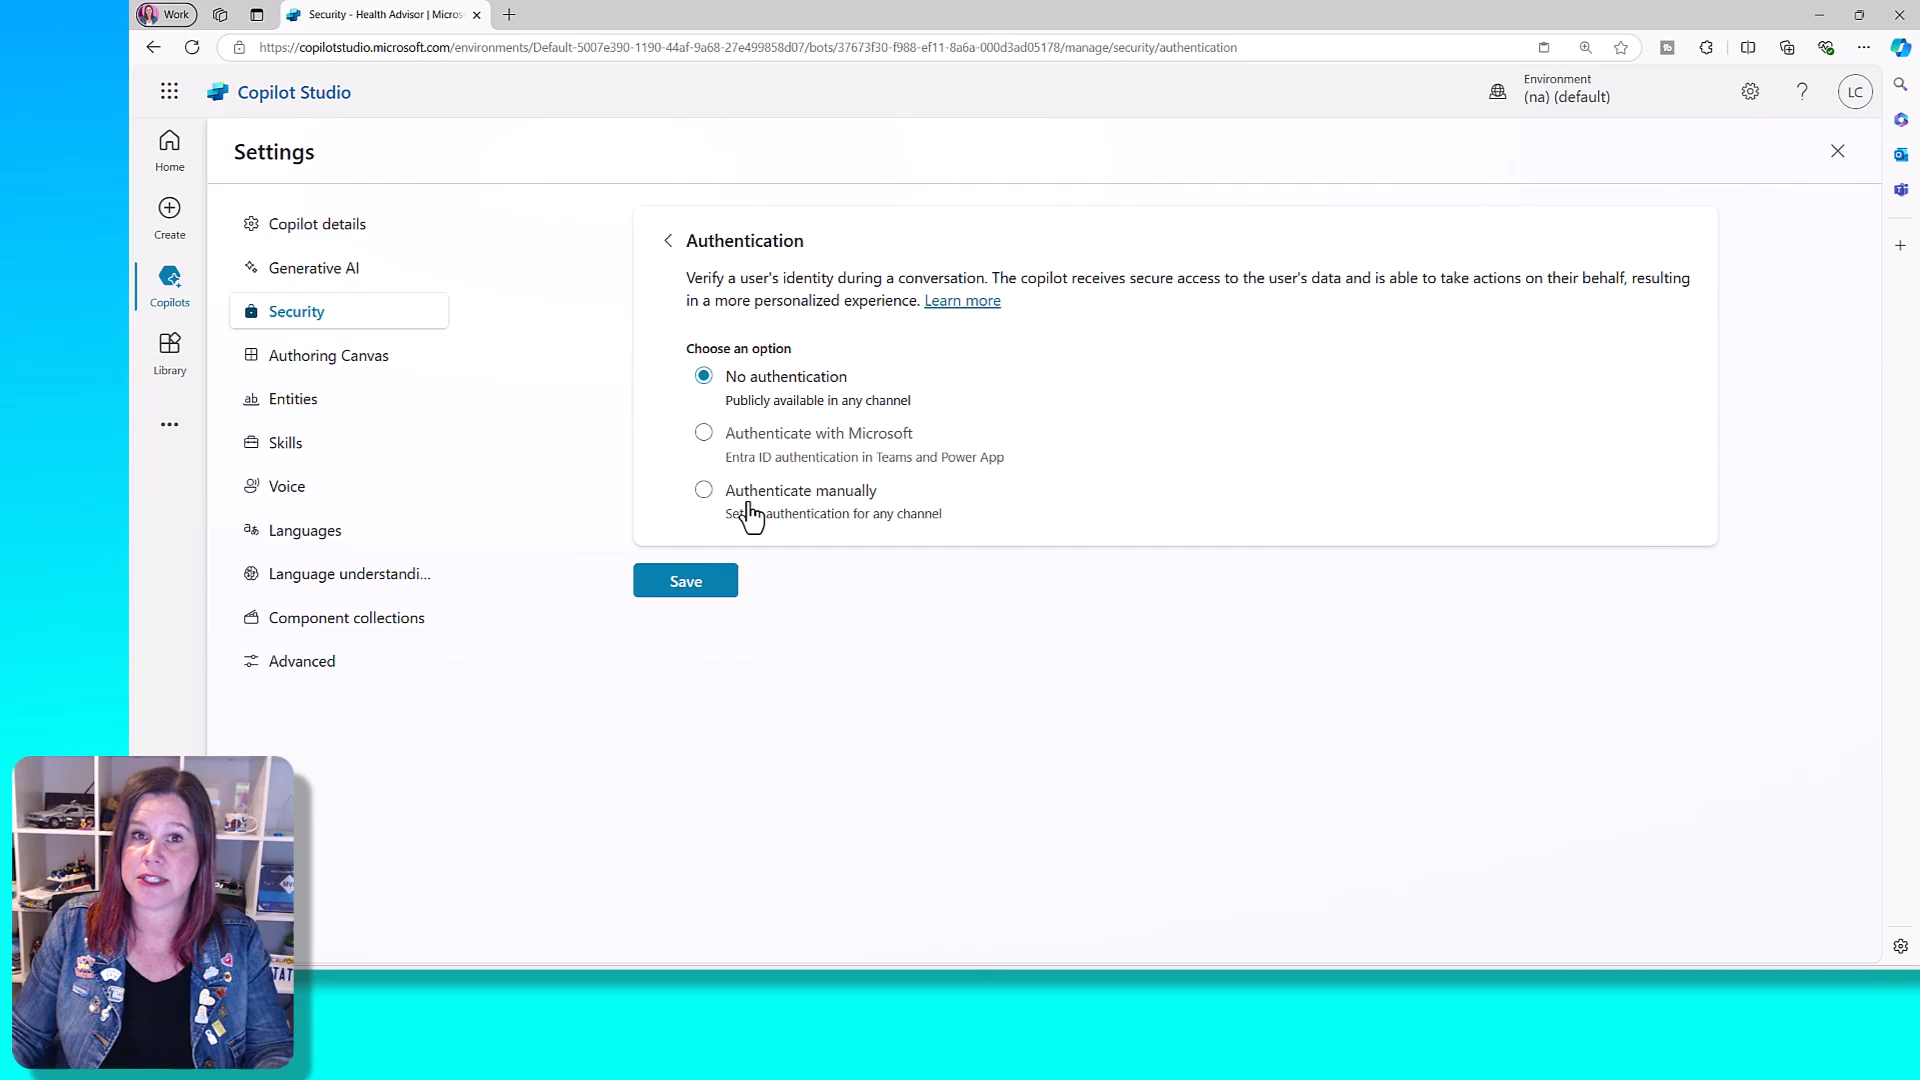 Work
Security - Health Advisor | Micros
https://copilotstudio.microsoft.com/environments/Default-5007e390-1190-44af-9a68-27e499858d07/bots/37673f30-f988-ef11-8a6a-000d3ad05178/manage/security/authentication
Copilot Studio
Environment
(na) (default)
LC
Home
Create
Copilots
Library
Settings
Copilot details
Generative AI
Security
Authoring Canvas
Entities
Skills
Voice
Languages
Language understandi...
Component collections
Advanced
Authentication
Verify a user's identity during a conversation. The copilot receives secure access to the user's data and is able to take actions on their behalf, resulting
in a more personalized experience. Learn more
Choose an option
No authentication
Publicly available in any channel
Authenticate with Microsoft
Entra ID authentication in Teams and Power App
Authenticate manually
authentication for any channel
Save